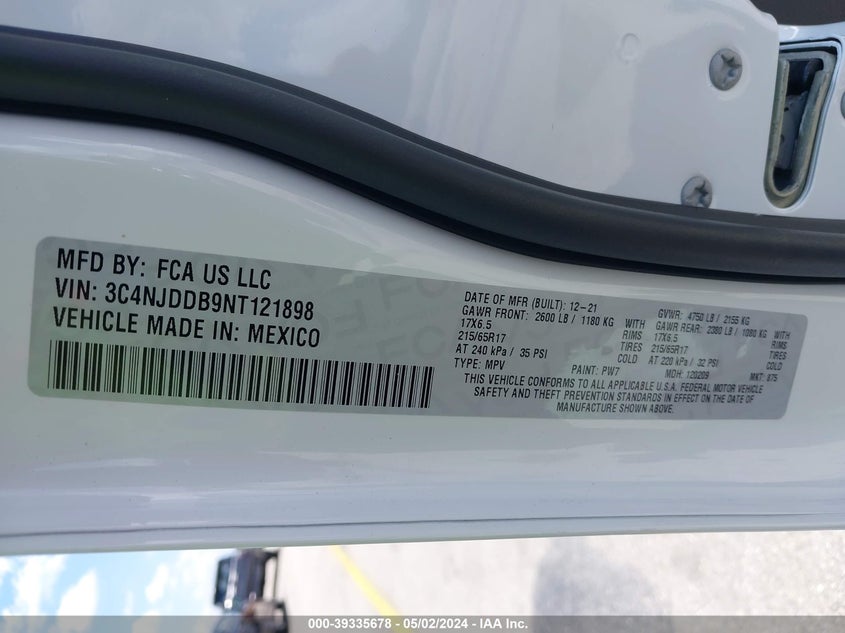 MFD BY: FCA US LLC
VIN: 3C4NJDDB9NT121898
VEHICLE MADE IN: MEXICO
DATE OF MFR (BUILT): 12-21
GAWR FRONT: 2600 LB / 1180 KG WITH
17X6.5 RIMS
215/65R17 TIRES
AT 240 kPa / 35 PSI COLD
TYPE: MPV
PAINT: PW7
GVWR: 4750 LB / 2155 KG
GAWR REAR: 2380 LB / 1080 KG WITH
17X6.5 RIMS
215/65R17 TIRES
AT 220 kPa / 32 PSI COLD
MDH: 120209
MKT: 875
THIS VEHICLE CONFORMS TO ALL APPLICABLE U.S.A. FEDERAL MOTOR VEHICLE
SAFETY AND THEFT PREVENTION STANDARDS IN EFFECT ON THE DATE OF
MANUFACTURE SHOWN ABOVE.
000-39335678 - 05/02/2024 - IAA Inc.